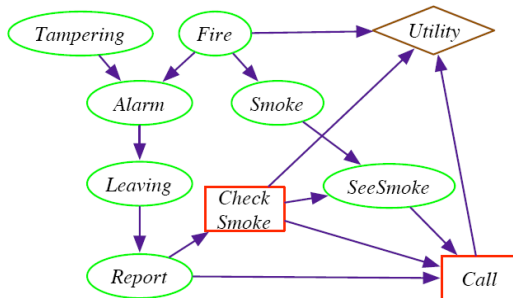 Tampering
Fire
Utility
Alarm
Smoke
Leaving
Check
Smoke
SeeSmoke
Report
Call